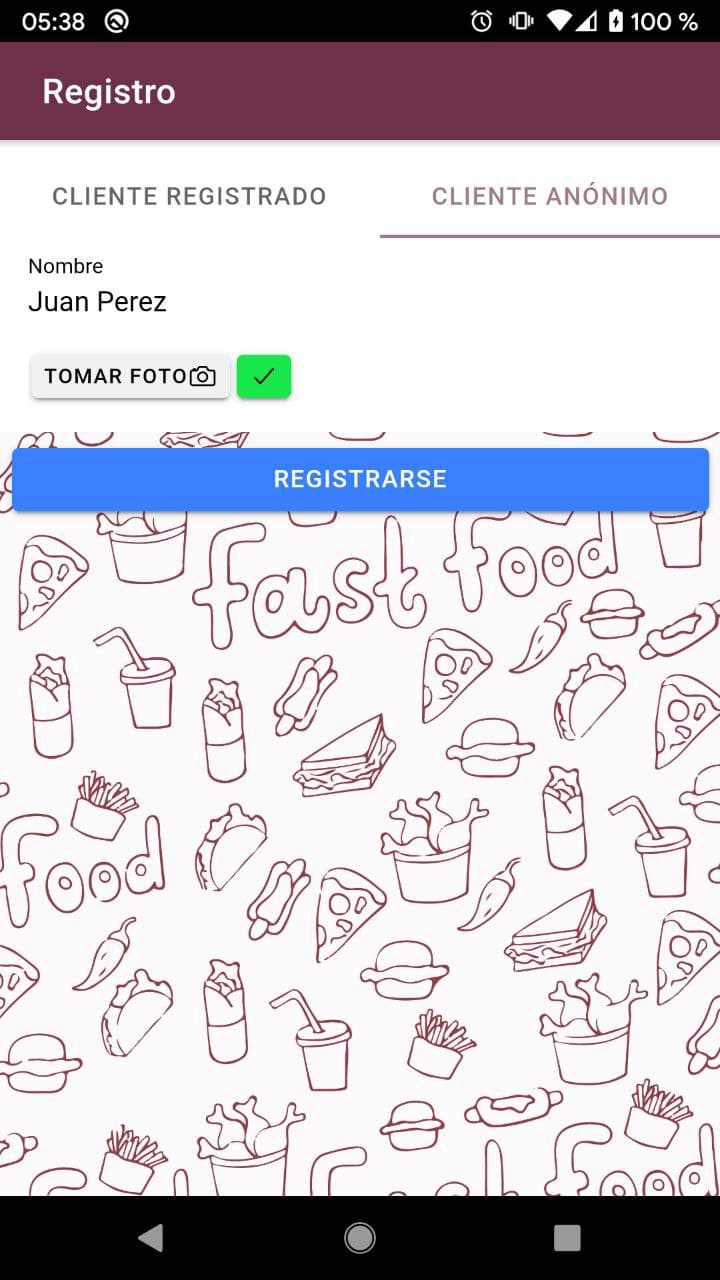 05:38 100 %
Registro
CLIENTE REGISTRADO CLIENTE ANÓNIMO
Nombre
Juan Perez
TOMAR FOTO
REGISTRARSE
fast food
food
food